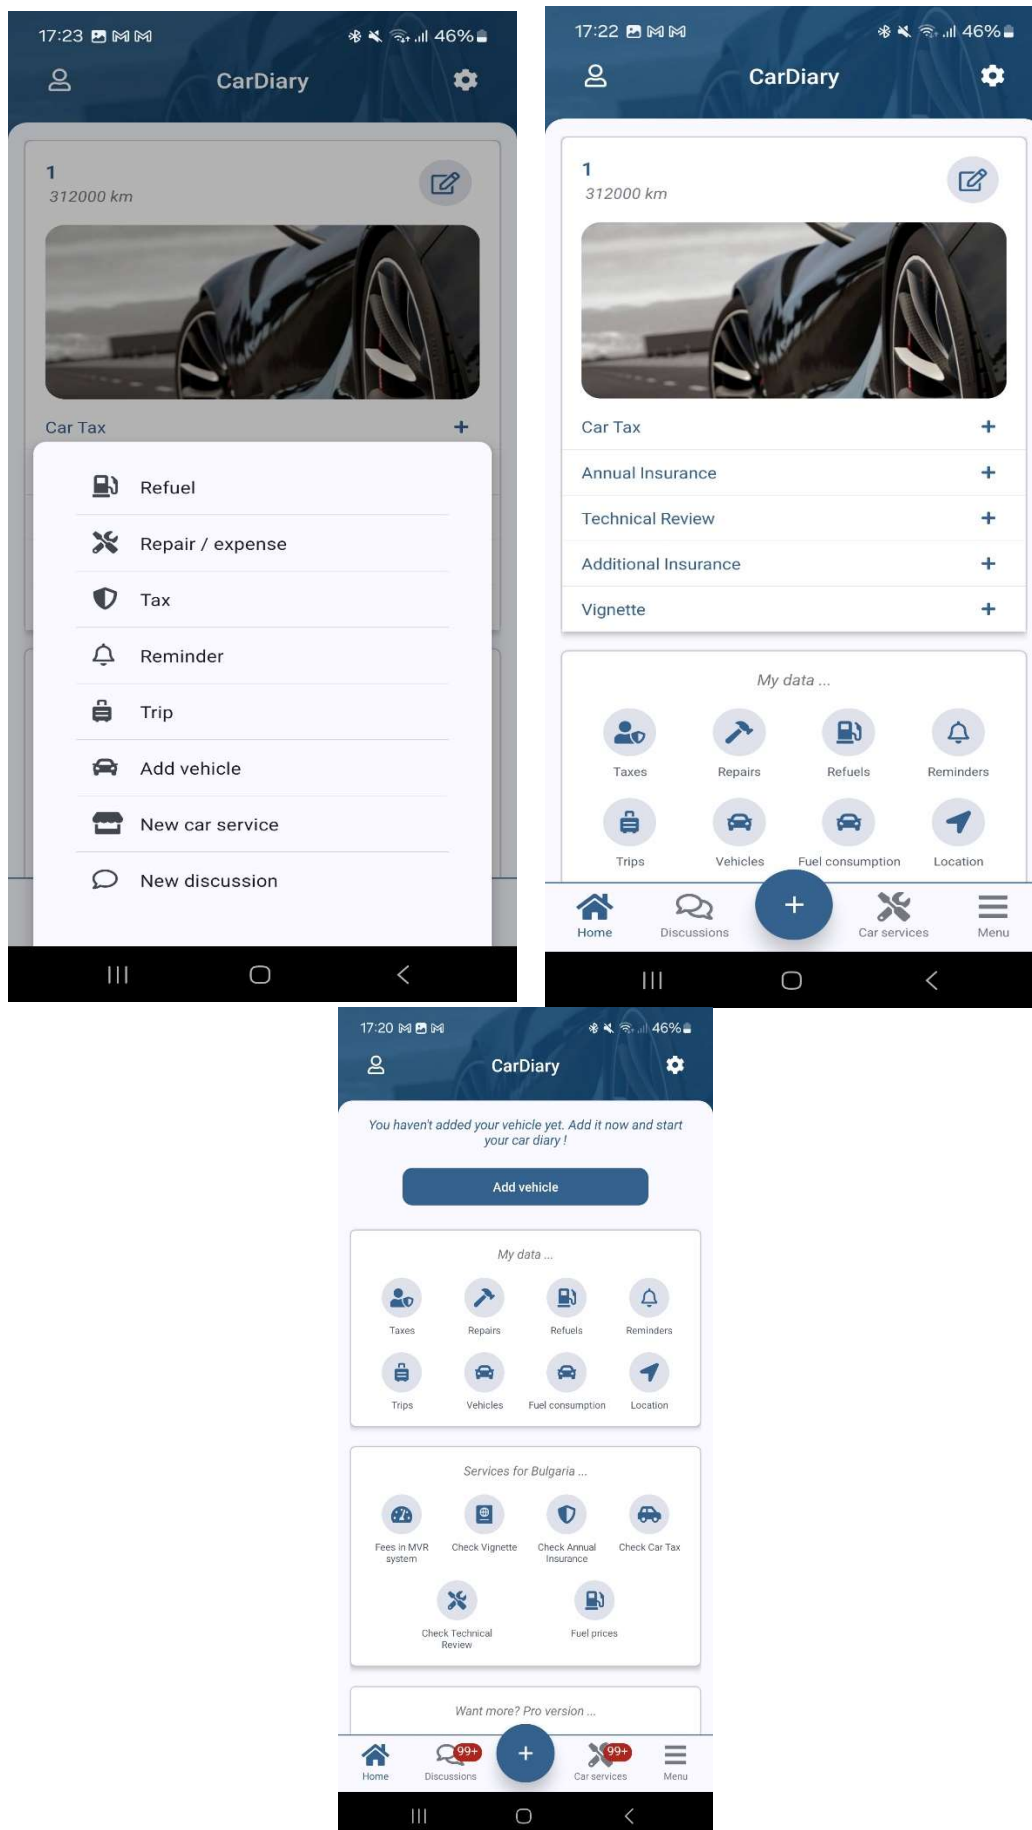 17:23
46%
CarDiary
1
312000 km
Car Tax
Refuel
Repair / expense
Tax
Reminder
Trip
Add vehicle
New car service
New discussion
17:22
46%
CarDiary
1
312000 km
Car Tax
Annual Insurance
Technical Review
Additional Insurance
Vignette
My data ...
Taxes Repairs Refuels Reminders
Trips Vehicles Fuel consumption Location
Home Discussions Car services Menu
17:20
46%
CarDiary
You haven't added your vehicle yet. Add it now and start
your car diary !
Add vehicle
My data ...
Taxes Repairs Refuels Reminders
Trips Vehicles Fuel consumption Location
Services for Bulgaria ...
Fees in MVR
system
Check Vignette
Check Annual
Insurance
Check Car Tax
Check Technical
Review
Fuel prices
Want more? Pro version ...
99+ 99+
Home Discussions Car services Menu